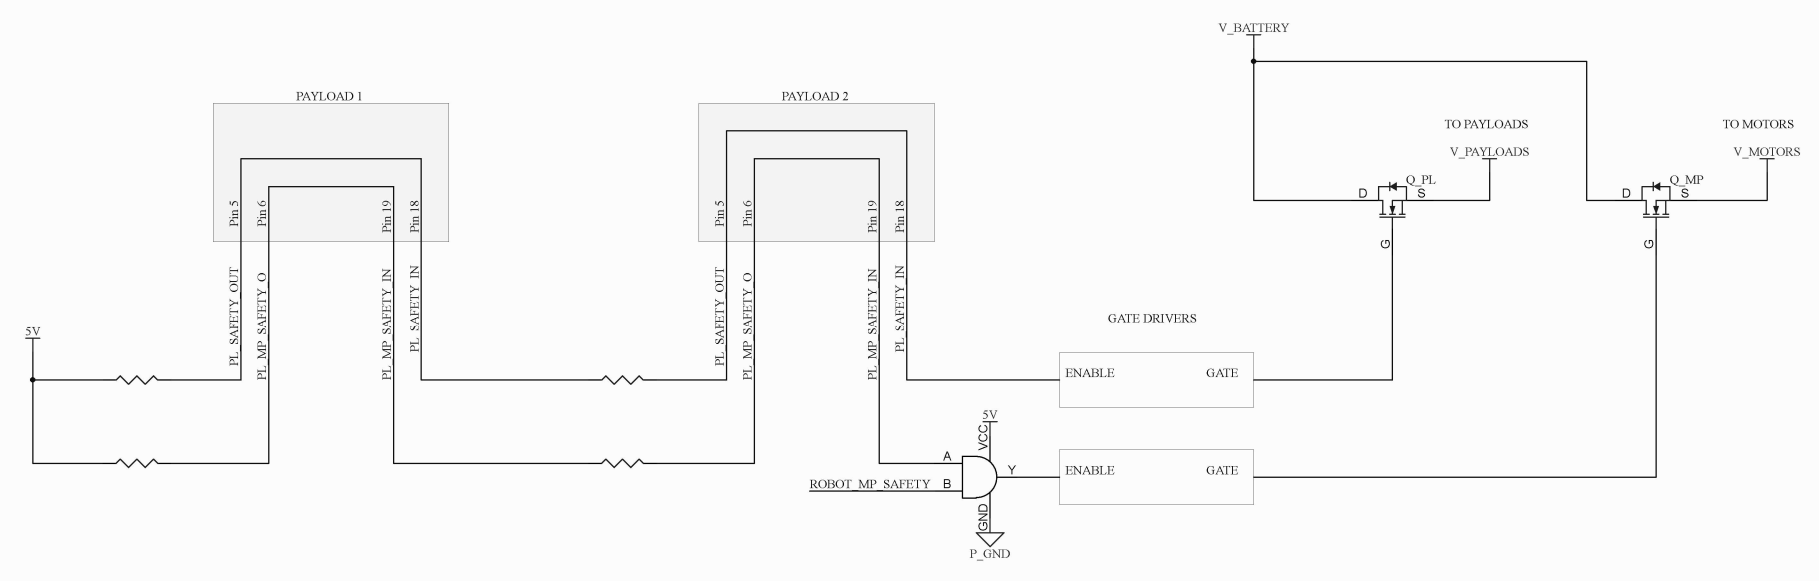 V_BATTERY
PAYLOAD 1
PAYLOAD 2
TO PAYLOADS
TO MOTORS
V_PAYLOADS
V_MOTORS
D
Q_PL
S
D
Q_MP
S
G
G
Pin 5
Pin 6
Pin 19
Pin 18
Pin 5
Pin 6
Pin 19
Pin 18
PL_SAFETY_OUT
PL_MP_SAFETY_O
PL_MP_SAFETY_IN
PL_SAFETY_IN
PL_SAFETY_OUT
PL_MP_SAFETY_O
PL_MP_SAFETY_IN
PL_SAFETY_IN
5V
GATE DRIVERS
ENABLE
GATE
5V
VCC
A
B
Y
ROBOT_MP_SAFETY
ENABLE
GATE
GND
P_GND